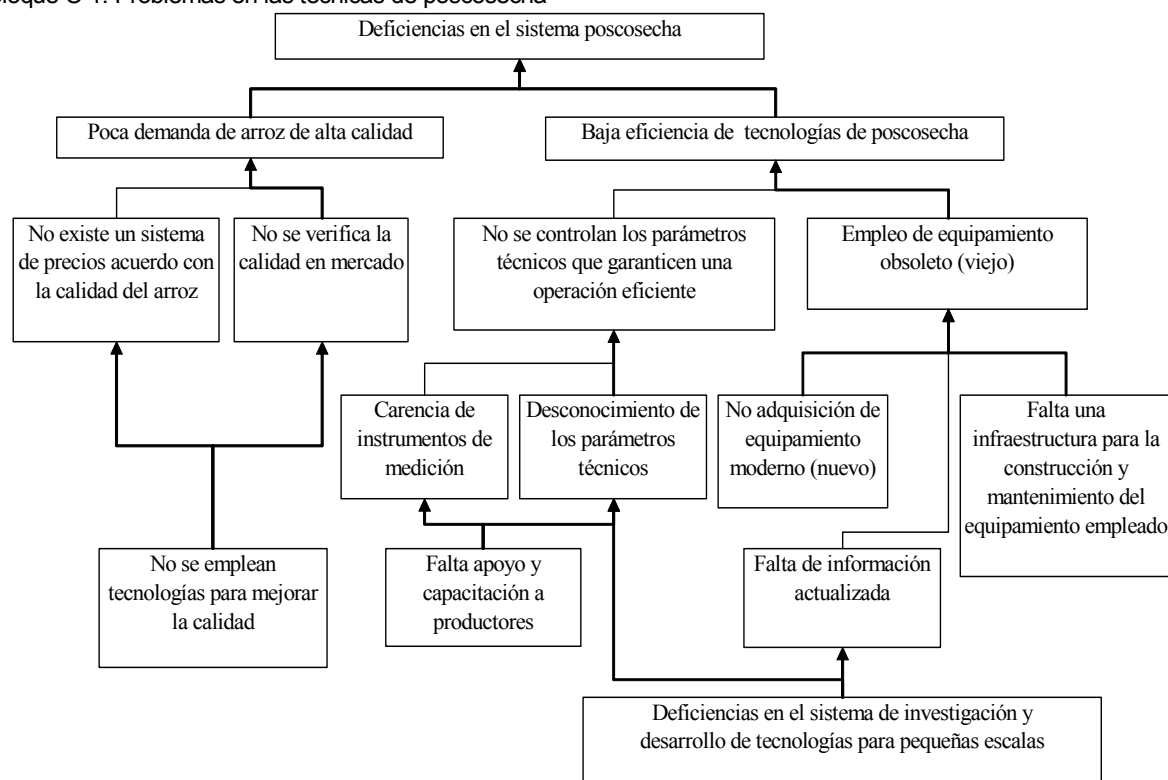 Bloque C-1. Problemas en las técnicas de poscosecha
Deficiencias en el sistema poscosecha
Poca demanda de arroz de alta calidad
Baja eficiencia de tecnologías de poscosecha
No existe un sistema
de precios acuerdo con
la calidad del arroz
No se verifica la
calidad en mercado
No se controlan los parámetros
técnicos que garanticen una
operación eficiente
Empleo de equipamiento
obsoleto (viejo)
Carencia de
instrumentos de
medición
Desconocimiento de
los parámetros
técnicos
No adquisición de
equipamiento
moderno (nuevo)
Falta una
infraestructura para la
construcción y
mantenimiento del
equipamiento empleado
No se emplean
tecnologías para mejorar
la calidad
Falta apoyo y
capacitación a
productores
Falta de información
actualizada
Deficiencias en el sistema de investigación y
desarrollo de tecnologías para pequeñas escalas